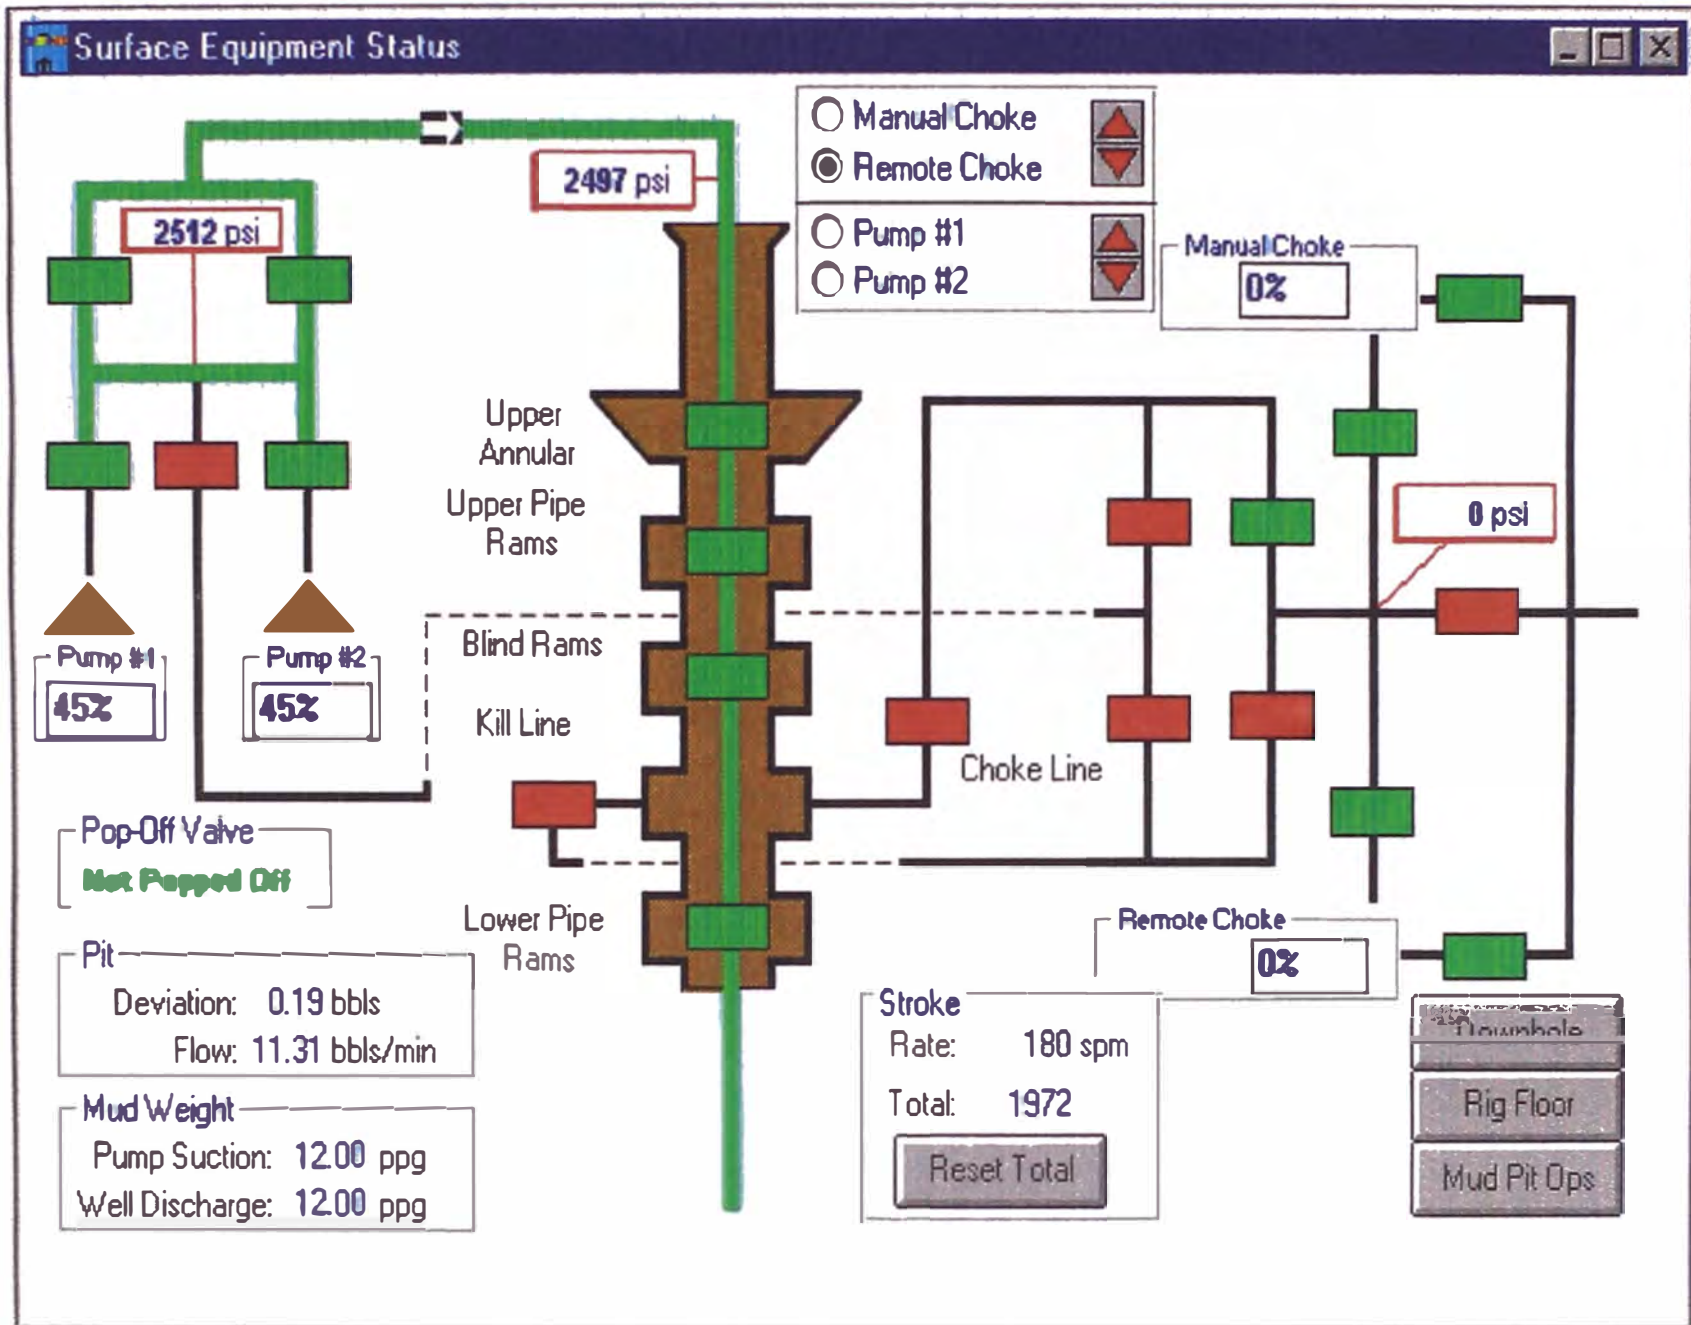 Surface Equipment Status
Manual Choke
Remote Choke
Pump #1
Pump #2
2497 psi
2512 psi
Manual Choke
0%
Upper
Annular
Upper Pipe
Rams
0 psi
Blind Rams
Pump #1
45%
Pump #2
45%
Kill Line
Choke Line
Pop-Off Valve
Not Popped Off
Lower Pipe
Rams
Remote Choke
0%
Pit
Deviation: 0.19 bbls
Flow: 11.31 bbls/min
Stroke
Rate: 180 spm
Total: 1972
Reset Total
Downhole
Rig Floor
Mud Pit Ops
Mud Weight
Pump Suction: 12.00 ppg
Well Discharge: 12.00 ppg